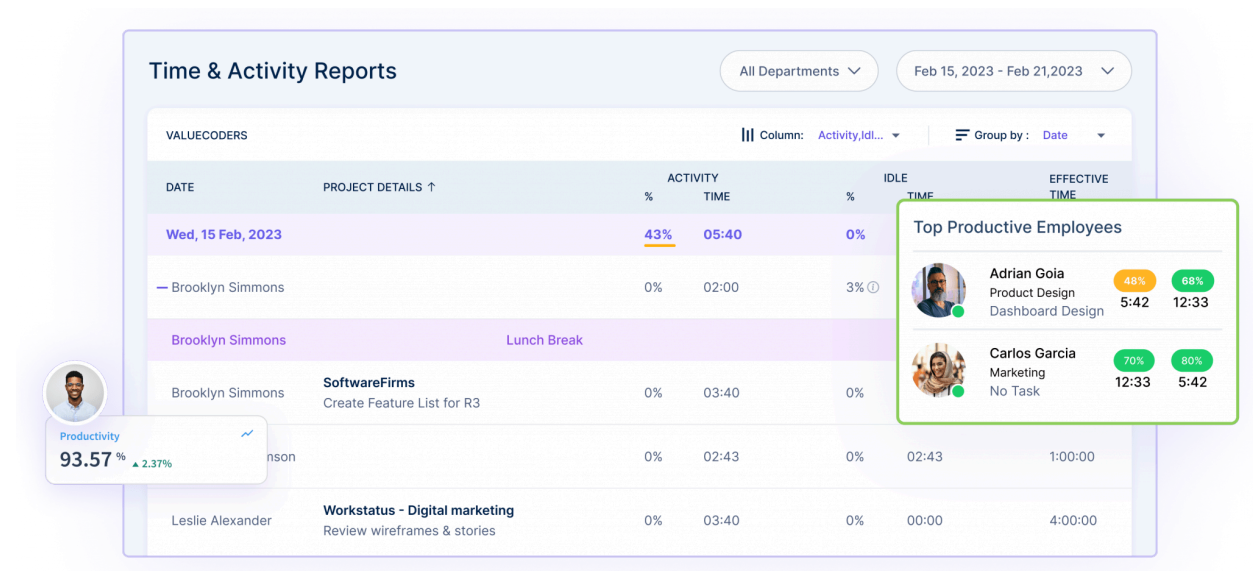 Time & Activity Reports
All Departments
Feb 15, 2023 - Feb 21,2023
VALUECODERS
Column: Activity,Idl...
Group by : Date
DATE
PROJECT DETAILS ↑
ACTIVITY
% TIME
IDLE
% TIME
EFFECTIVE
TIME
Wed, 15 Feb, 2023 43% 05:40 0%
Brooklyn Simmons 0% 02:00 3%
Brooklyn Simmons Lunch Break
Brooklyn Simmons
SoftwareFirms
Create Feature List for R3
0% 03:40 0%
mson 0% 02:43 0% 02:43 1:00:00
Leslie Alexander
Workstatus - Digital marketing
Review wireframes & stories
0% 03:40 0% 00:00 4:00:00
Top Productive Employees
Adrian Goia
Product Design
Dashboard Design
48% 68%
5:42 12:33
Carlos Garcia
Marketing
No Task
70% 80%
12:33 5:42
Productivity
93.57 % ▲ 2.37%